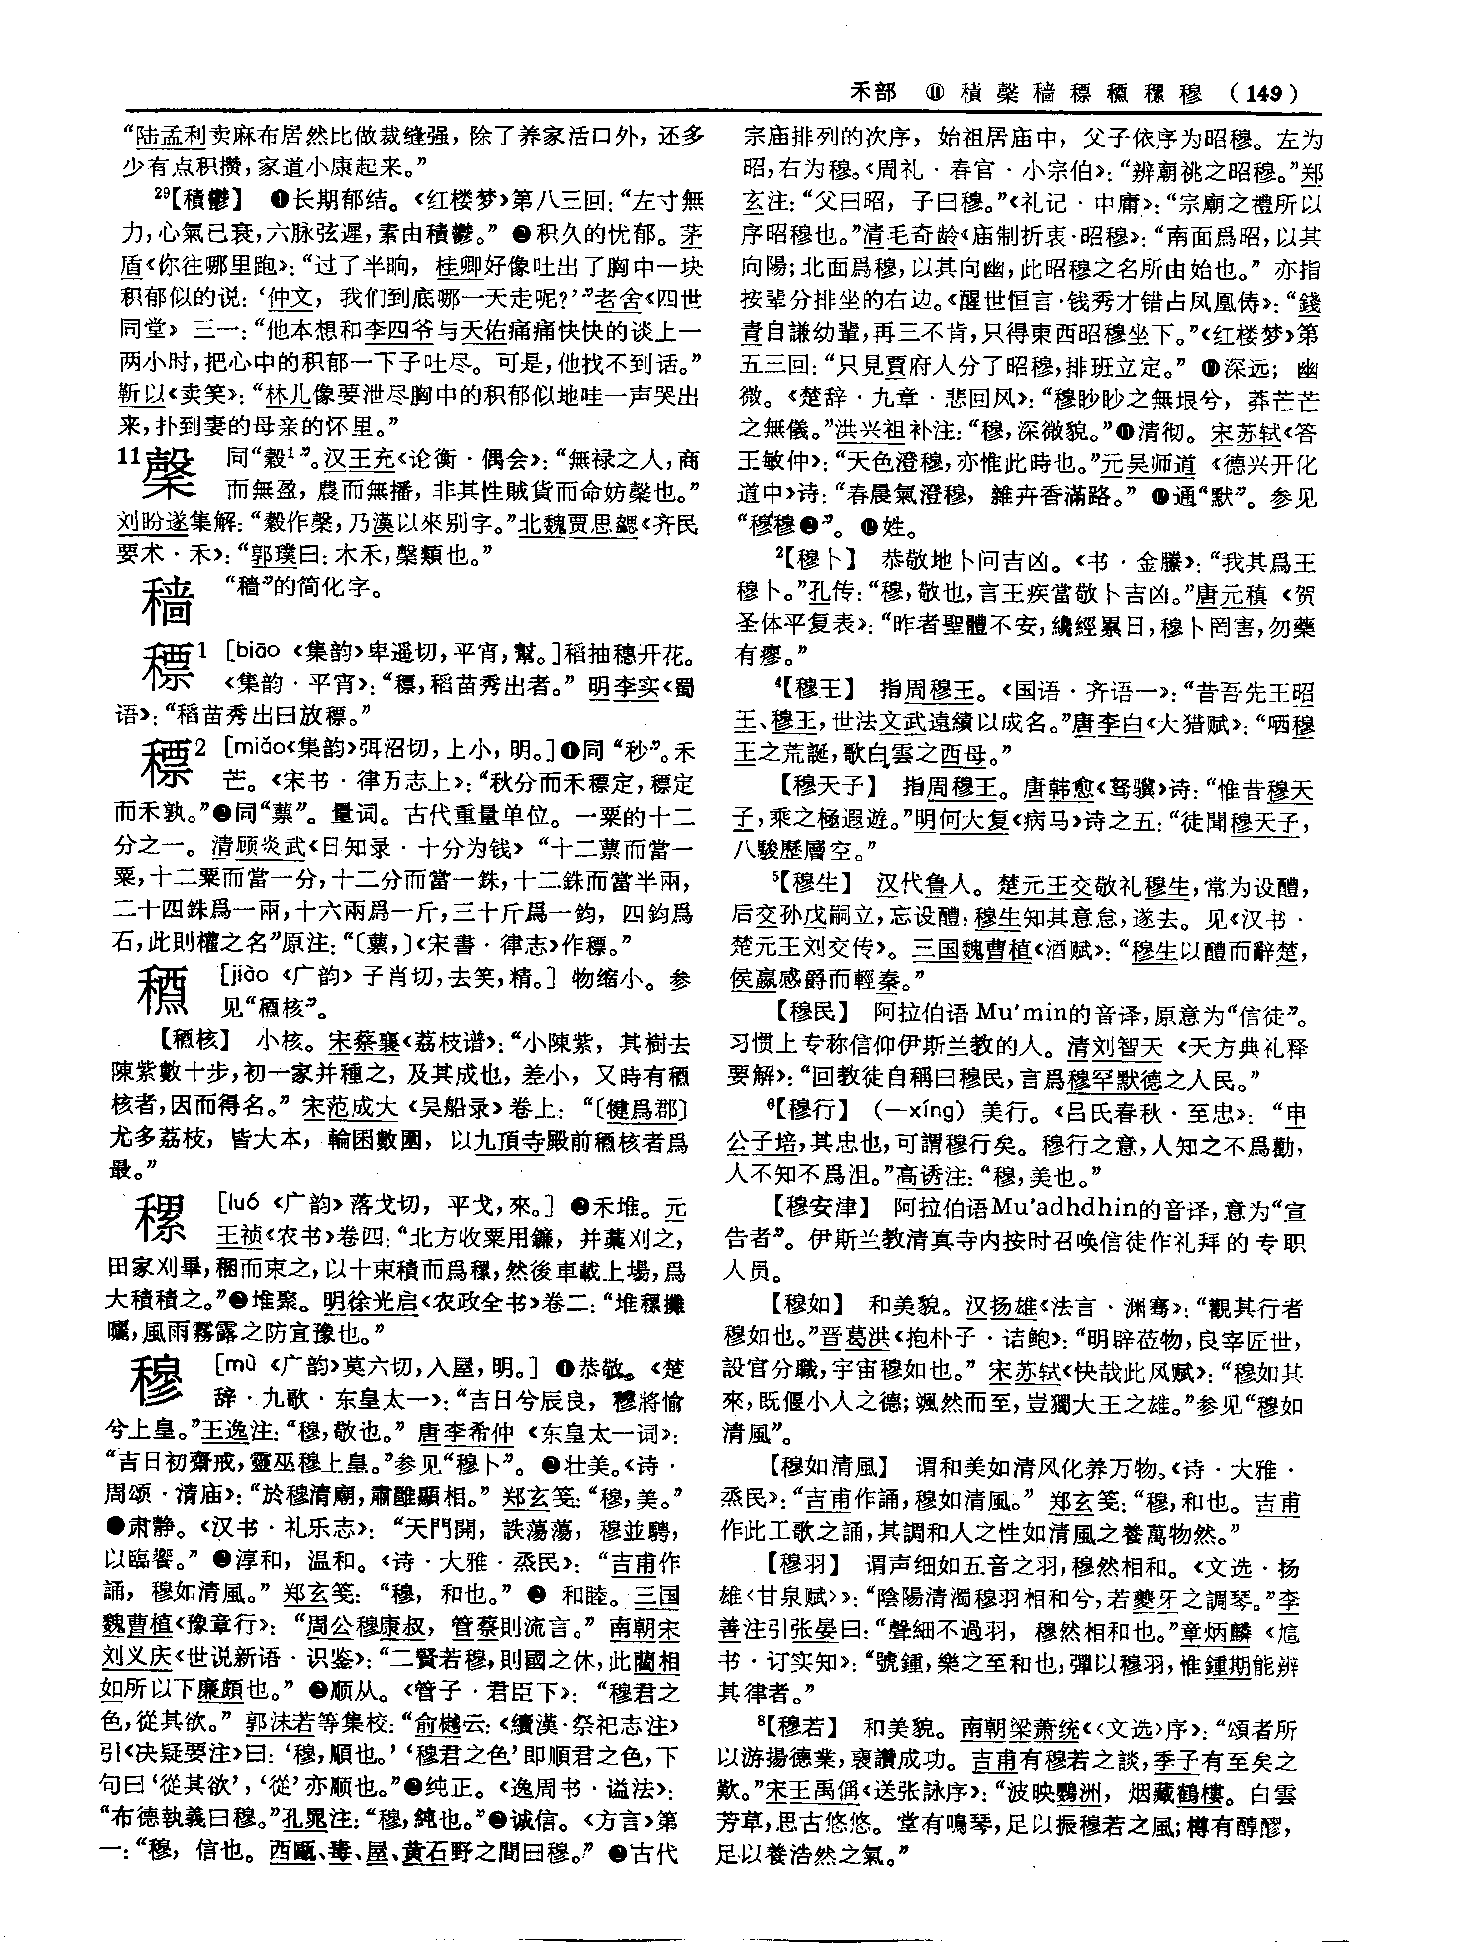 禾部 ⑪ 積 槼 穑 標 穛 穓 穆 (149)
“陆孟利卖麻布居然比做裁缝强，除了养家活口外，还多
少有点积攒，家道小康起来。”
29【積鬱】 ❶长期郁结。《红楼梦》第八三回：“左寸無
力，心氣已衰，六脉弦遲，素由積鬱。” ❷积久的忧郁。茅
盾《你往哪里跑》：“过了半晌，桂卿好像吐出了胸中一块
积郁似的说：‘仲文，我们到底哪一天走呢？’”老舍《四世
同堂》 三一：“他本想和李四爷与天佑痛痛快快的谈上一
两小时，把心中的积郁一下子吐尽。可是，他找不到话。”
靳以《卖笑》：“林儿像要泄尽胸中的积郁似地哇一声哭出
来，扑到妻的母亲的怀里。”
11 同“穀1”。汉王充《论衡·偶会》：“無禄之人，商
而無盈，農而無播，非其性賊貨而命妨穀也。”
刘盼遂集解：“穀作，乃漢以來别字。”北魏贾思勰《齐民
要术·禾》：“郭璞曰：木禾，類也。”
穑 “穡”的简化字。
穮1 [biāo《集韵》卑遥切，平宵，幫。]稻抽穗开花。
《集韵·平宵》：“，稻苗秀出者。” 明李实《蜀
语》：“稻苗秀出曰放。”
2 [miǎo《集韵》弭沼切，上小，明。]❶同“秒”。禾
芒。《宋书·律历志上》：“秋分而禾定，定
而禾孰。”❷同“蔈”。量词。古代重量单位。一粟的十二
分之一。清顾炎武《日知录·十分为钱》 “十二蔈而當一
粟，十二粟而當一分，十二分而當一銖，十二銖而當半兩，
二十四銖爲一兩，十六兩爲一斤，三十斤爲一鈞，四鈞爲
石，此則權之名”原注：“〔蔈，〕《宋書·律志》作。”
[jiào《广韵》子肖切，去笑，精。] 物缩小。参
见“核”。
【核】 小核。宋蔡襄《荔枝谱》：“小陳紫，其樹去
陳紫數十步，初一家并種之，及其成也，差小，又時有
核者，因而得名。” 宋范成大《吴船录》卷上：“〔犍爲郡〕
尤多荔枝，皆大本，輪囷數圍，以九頂寺殿前核者爲
最。”
[luó《广韵》落戈切，平戈，來。] ❶禾堆。元
王祯《农书》卷四：“北方收粟用鐮，并藁刈之，
田家刈畢，稛而束之，以十束積而爲，然後車載上場，爲
大積積之。”❷堆聚。明徐光启《农政全书》卷二：“堆攤
曬，風雨霧露之防宜豫也。”
穆 [mù《广韵》莫六切，入屋，明。] ❶恭敬。《楚
辞·九歌·东皇太一》：“吉日兮辰良，穆將愉
兮上皇。”王逸注：“穆，敬也。” 唐李希仲《东皇太一词》：
“吉日初齋戒，靈巫穆上皇。”参见“穆卜”。❷壮美。《诗·
周颂·清庙》：“於穆清廟，肅雝顯相。” 郑玄笺：“穆，美。”
❸肃静。《汉书·礼乐志》：“天門開，詄蕩蕩，穆並騁，
以臨饗。” ❹淳和，温和。《诗·大雅·烝民》：“吉甫作
誦，穆如清風。” 郑玄笺：“穆，和也。” ❺ 和睦。三国
魏曹植《豫章行》：“周公穆康叔，管蔡則流言。” 南朝宋
刘义庆《世说新语·识鉴》：“二賢若穆，則國之休，此藺相
如所以下廉頗也。” ❻顺从。《管子·君臣下》：“穆君之
色，從其欲。” 郭沫若等集校：“俞樾云：《續漢·祭祀志注》
引《决疑要注》曰：‘穆，順也。’‘穆君之色’即順君之色，下
句曰‘從其欲’，‘從’亦顺也。”❼纯正。《逸周书·谥法》：
“布德執義曰穆。”孔晁注：“穆，純也。”❽诚信。《方言》第
一：“穆，信也。西甌、毒、屋、黄石野之間曰穆。” ❾古代
宗庙排列的次序，始祖居庙中，父子依序为昭穆。左为
昭，右为穆。《周礼·春官·小宗伯》：“辨廟祧之昭穆。”郑
玄注：“父曰昭，子曰穆。”《礼记·中庸》：“宗廟之禮所以
序昭穆也。”清毛奇龄《庙制折衷·昭穆》：“南面爲昭，以其
向陽；北面爲穆，以其向幽，此昭穆之名所由始也。” 亦指
按辈分排坐的右边。《醒世恒言·钱秀才错占凤凰俦》：“錢
青自謙幼輩，再三不肯，只得東西昭穆坐下。”《红楼梦》第
五三回：“只見賈府人分了昭穆，排班立定。” ❿深远；幽
微。《楚辞·九章·悲回风》：“穆眇眇之無垠兮，莽芒芒
之無儀。”洪兴祖补注：“穆，深微貌。”⓫清彻。宋苏轼《答
王敏仲》：“天色澄穆，亦惟此時也。”元吴师道《德兴开化
道中》诗：“春晨氣澄穆，雜卉香滿路。” ⓬通“默”。参见
“穆穆❷”。⓭姓。
2【穆卜】 恭敬地卜问吉凶。《书·金縢》：“我其爲王
穆卜。”孔传：“穆，敬也，言王疾當敬卜吉凶。”唐元稹《贺
圣体平复表》：“昨者聖體不安，纔經累日，穆卜罔害，勿藥
有瘳。”
4【穆王】 指周穆王。《国语·齐语一》：“昔吾先王昭
王、穆王，世法文武遠績以成名。”唐李白《大猎赋》：“哂穆
王之荒誕，歌白雲之西母。”
【穆天子】 指周穆王。唐韩愈《驽骥》诗：“惟昔穆天
子，乘之極遐遊。”明何大复《病马》诗之五：“徒聞穆天子，
八駿歷層空。”
5【穆生】 汉代鲁人。楚元王交敬礼穆生，常为设醴，
后交孙戊嗣立，忘设醴，穆生知其意怠，遂去。见《汉书·
楚元王刘交传》。三国魏曹植《酒赋》：“穆生以醴而辭楚，
侯嬴感爵而輕秦。”
【穆民】 阿拉伯语Mu'min的音译，原意为“信徒”。
习惯上专称信仰伊斯兰教的人。清刘智天《天方典礼释
要解》：“回教徒自稱曰穆民，言爲穆罕默德之人民。”
6【穆行】（—xíng）美行。《吕氏春秋·至忠》：“申
公子培，其忠也，可謂穆行矣。穆行之意，人知之不爲勸，
人不知不爲沮。”高诱注：“穆，美也。”
【穆安津】 阿拉伯语Mu'adhdhin的音译，意为“宣
告者”。伊斯兰教清真寺内按时召唤信徒作礼拜的专职
人员。
【穆如】 和美貌。汉扬雄《法言·渊骞》：“觀其行者
穆如也。”晋葛洪《抱朴子·诘鲍》：“明辟莅物，良宰匠世，
設官分職，宇宙穆如也。” 宋苏轼《快哉此风赋》：“穆如其
來，既偃小人之德；颯然而至，豈獨大王之雄。”参见“穆如
清風”。
【穆如清風】 谓和美如清风化养万物。《诗·大雅·
烝民》：“吉甫作誦，穆如清風。” 郑玄笺：“穆，和也。吉甫
作此工歌之誦，其調和人之性如清風之養萬物然。”
【穆羽】 谓声细如五音之羽，穆然相和。《文选·扬
雄〈甘泉赋〉》：“陰陽清濁穆羽相和兮，若夔牙之調琴。”李
善注引张晏曰：“聲細不過羽，穆然相和也。”章炳麟《訄
书·订实知》：“號鍾，樂之至和也；彈以穆羽，惟鍾期能辨
其律者。”
8【穆若】 和美貌。南朝梁萧统《〈文选〉序》：“頌者所
以游揚德業，襃讚成功。吉甫有穆若之談，季子有至矣之
歎。”宋王禹偁《送张詠序》：“波映鸚洲，烟藏鶴樓。白雲
芳草，思古悠悠。堂有鳴琴，足以振穆若之風；樽有醇醪，
足以養浩然之氣。”